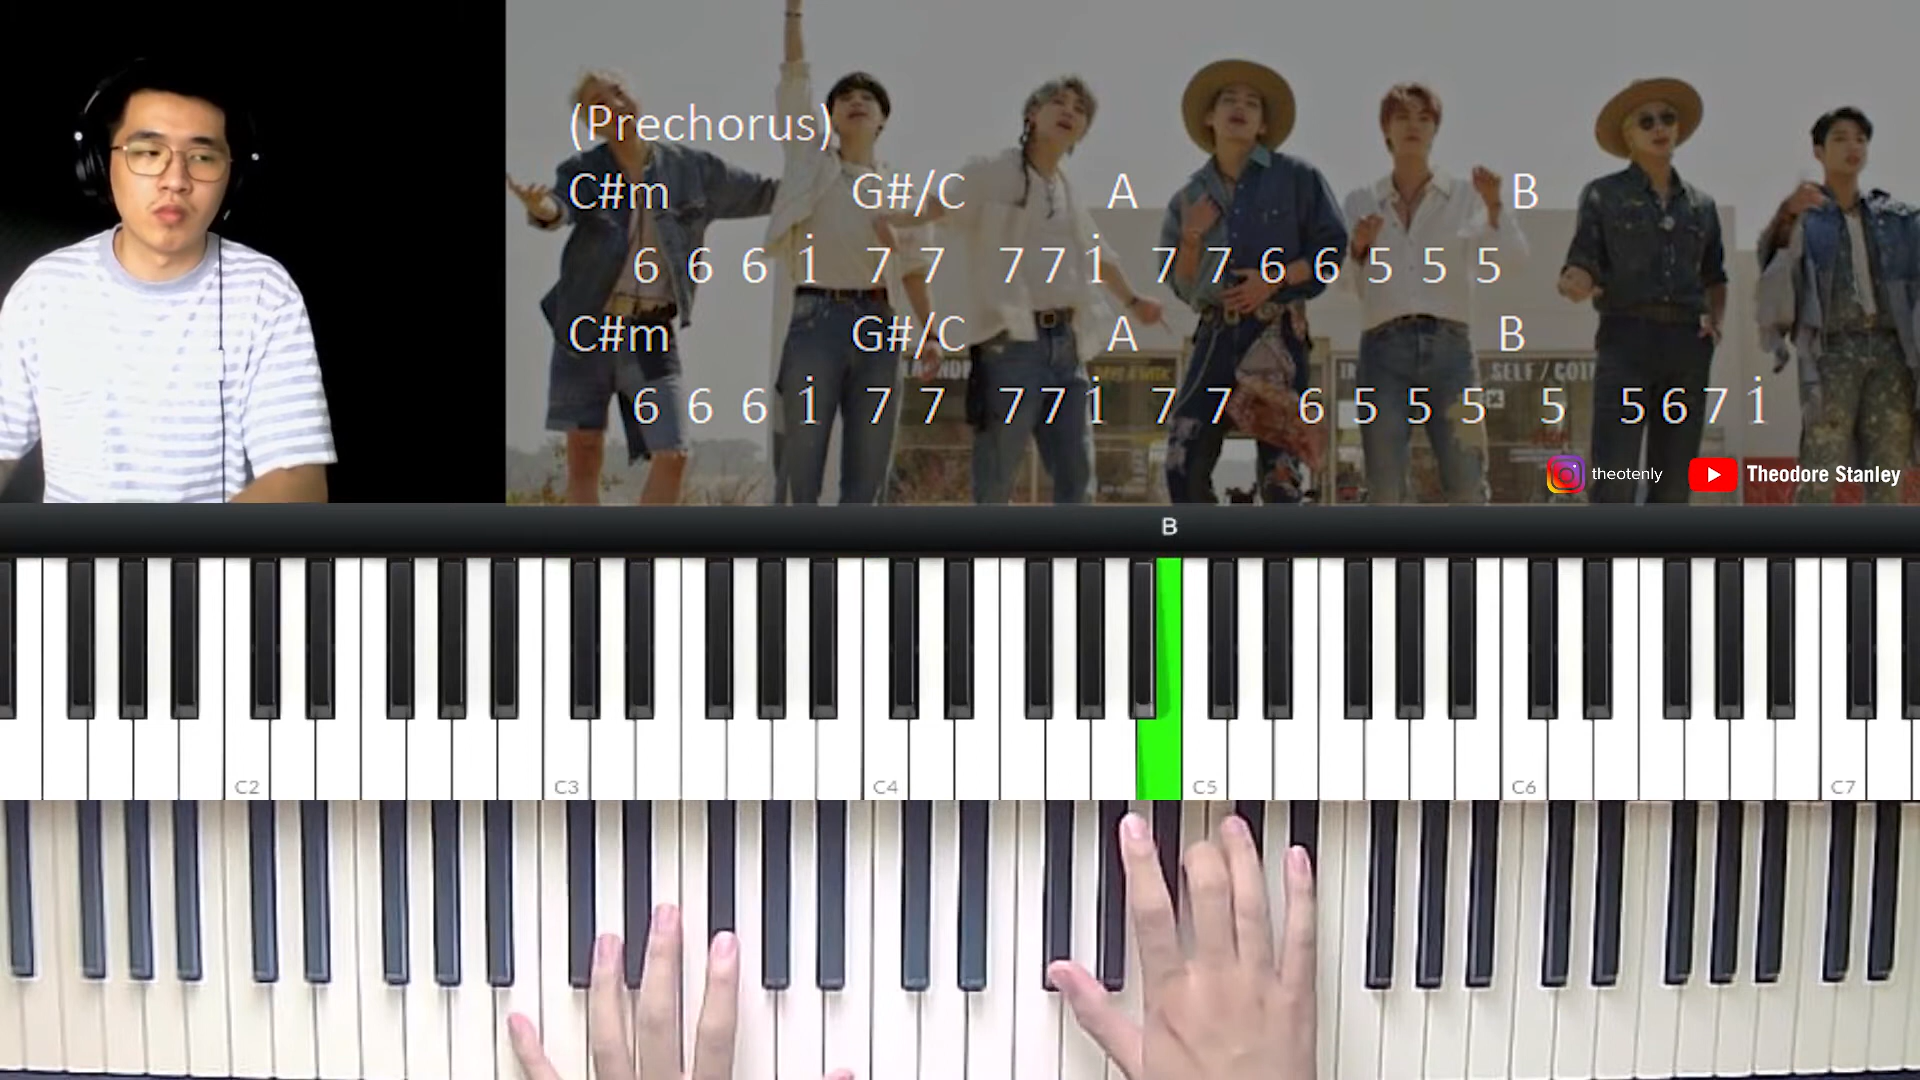 (Prechorus)
C#m G#/C A B
6 6 6 i 7 7 7 7 i 7 7 6 6 5 5 5
C#m G#/C A B
6 6 6 i 7 7 7 7 i 7 7 6 5 5 5 5 5 6 7 i
SELF / COI
theotenly
Theodore Stanley
B
C2 C3 C4 C5 C6 C7